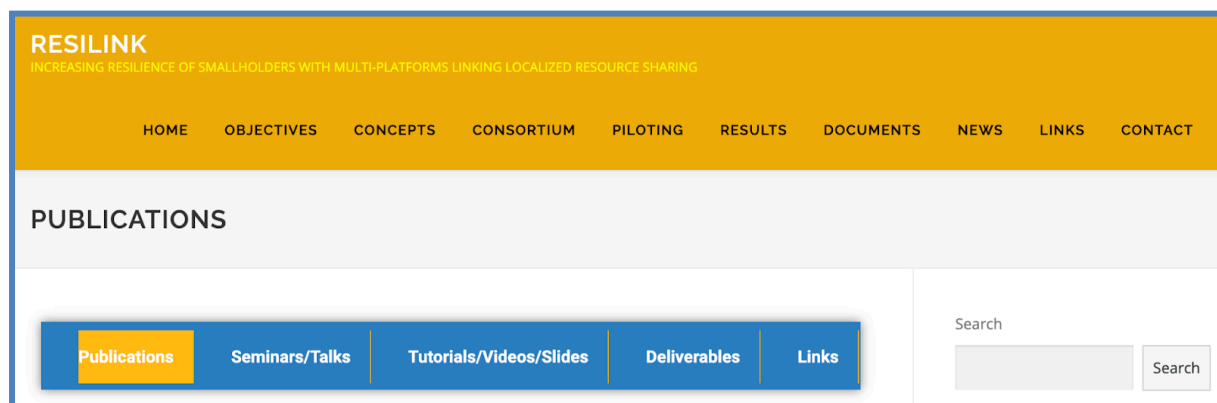 RESILINK
INCREASING RESILIENCE OF SMALLHOLDERS WITH MULTI-PLATFORMS LINKING LOCALIZED RESOURCE SHARING
HOME OBJECTIVES CONCEPTS CONSORTIUM PILOTING RESULTS DOCUMENTS NEWS LINKS CONTACT
PUBLICATIONS
Search
Publications Seminars/Talks Tutorials/Videos/Slides Deliverables Links
Search